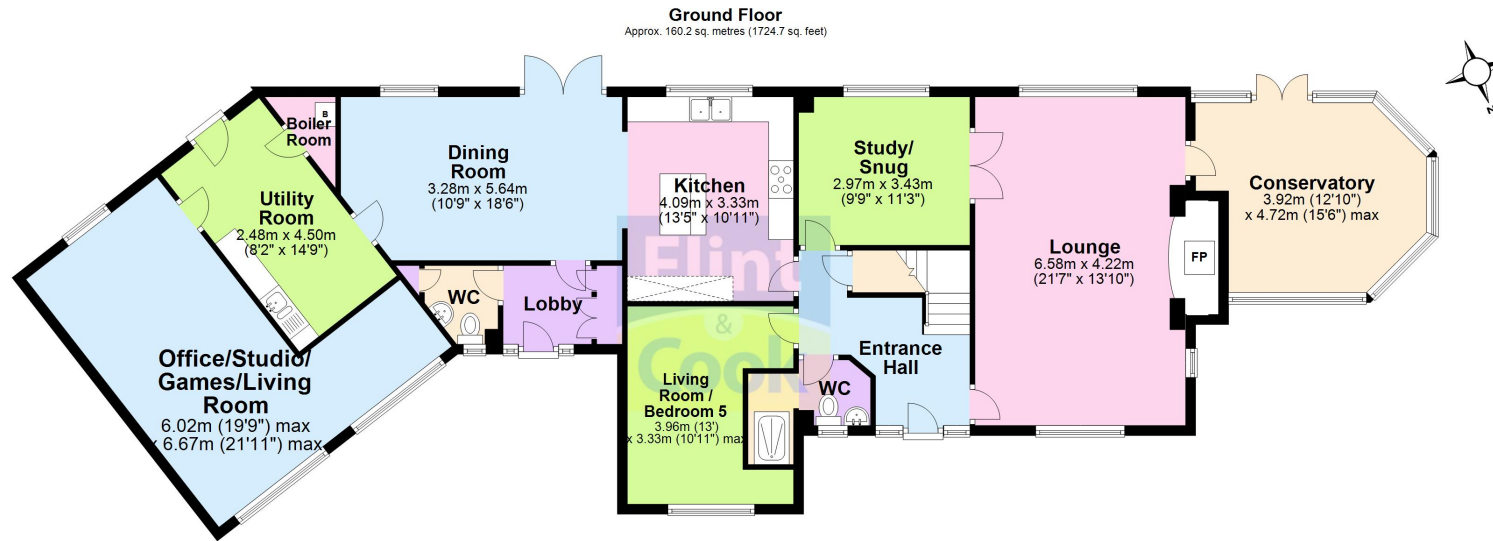 Ground Floor
Approx. 160.2 sq. metres (1724.7 sq. feet)
Boiler
Room
B
Dining
Room
3.28m x 5.64m
(10'9" x 18'6")
Kitchen
4.09m x 3.33m
(13'5" x 10'11")
Study/
Snug
2.97m x 3.43m
(9'9" x 11'3")
Lounge
6.58m x 4.22m
(21'7" x 13'10")
FP
Conservatory
3.92m (12'10")
x 4.72m (15'6") max
N
Utility
Room
2.48m x 4.50m
(8'2" x 14'9")
WC
Lobby
Office/Studio/
Games/Living
Room
6.02m (19'9") max
x 6.67m (21'11") max
Living
Room /
Bedroom 5
3.96m (13')
x 3.33m (10'11") max
WC
Entrance
Hall
Flint
&
Cook